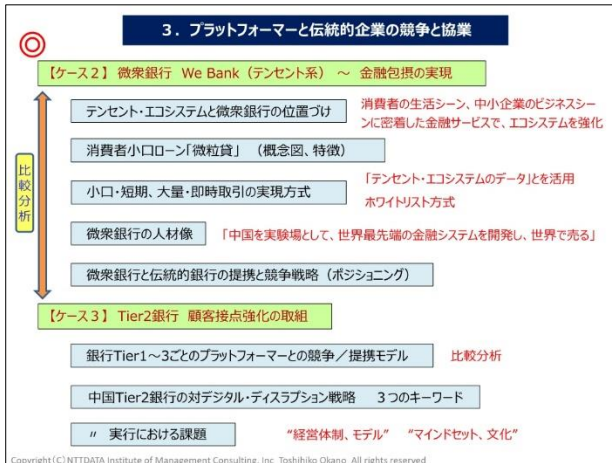 ３．プラットフォーマーと伝統的企業の競争と協業
【ケース２】 微衆銀行 We Bank（テンセント系） ～ 金融包摂の実現
テンセント・エコシステムと微衆銀行の位置づけ
消費者の生活シーン、中小企業のビジネスシー
ンに密着した金融サービスで、エコシステムを強化
消費者小口ローン「微粒貸」 （概念図、特徴）
比較分析
小口・短期、大量・即時取引の実現方式
「テンセント・エコシステムのデータ」とを活用
ホワイトリスト方式
微衆銀行の人材像
「中国を実験場として、世界最先端の金融システムを開発し、世界で売る」
微衆銀行と伝統的銀行の提携と競争戦略（ポジショニング）
【ケース３】 Tier2銀行 顧客接点強化の取組
銀行Tier1～3ごとのプラットフォーマーとの競争／提携モデル
比較分析
中国Tier2銀行の対デジタル・ディスラプション戦略 ３つのキーワード
〃 実行における課題
“経営体制、モデル” “マインドセット、文化”
Copyright（C）NTTDATA Institute of Management Consulting, Inc. Toshihiko Okano All rights reserved